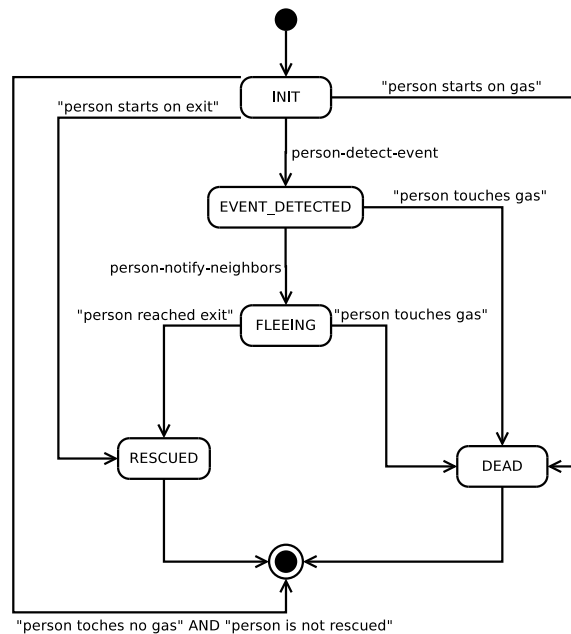 INIT
"person starts on gas"
"person starts on exit"
person-detect-event
EVENT_DETECTED
"person touches gas"
person-notify-neighbors
"person reached exit"
FLEEING
"person touches gas"
RESCUED
DEAD
"person toches no gas" AND "person is not rescued"